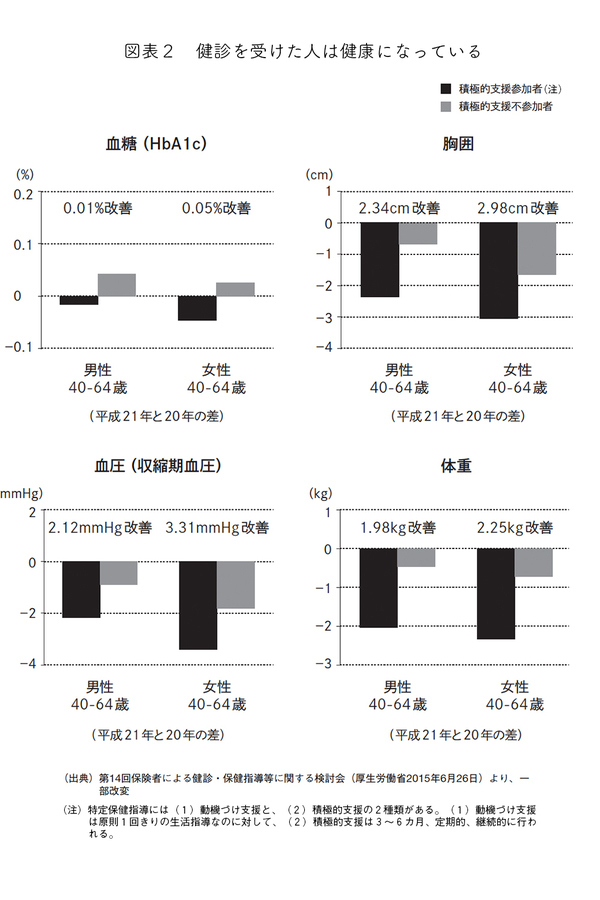 図表２　健診を受けた人は健康になっている
積極的支援参加者（注）
積極的支援不参加者
血糖（HbA1c）
(%)
0.2
0.1
0
−0.1
0.01%改善
0.05%改善
男性
40-64歳
女性
40-64歳
（平成21年と20年の差）
胸囲
(cm)
1
0
−1
−2
−3
−4
2.34cm改善
2.98cm改善
男性
40-64歳
女性
40-64歳
（平成21年と20年の差）
血圧（収縮期血圧）
mmHg)
2
0
−2
−4
2.12mmHg改善
3.31mmHg改善
男性
40-64歳
女性
40-64歳
（平成21年と20年の差）
体重
(kg)
1
0
−1
−2
−3
1.98kg改善
2.25kg改善
男性
40-64歳
女性
40-64歳
（平成21年と20年の差）
（出典）第14回保険者による健診・保健指導等に関する検討会（厚生労働省2015年6月26日）より、一
部改変
（注）特定保健指導には（１）動機づけ支援と、（２）積極的支援の２種類がある。（１）動機づけ支援
は原則１回きりの生活指導なのに対して、（２）積極的支援は３〜６カ月、定期的、継続的に行わ
れる。